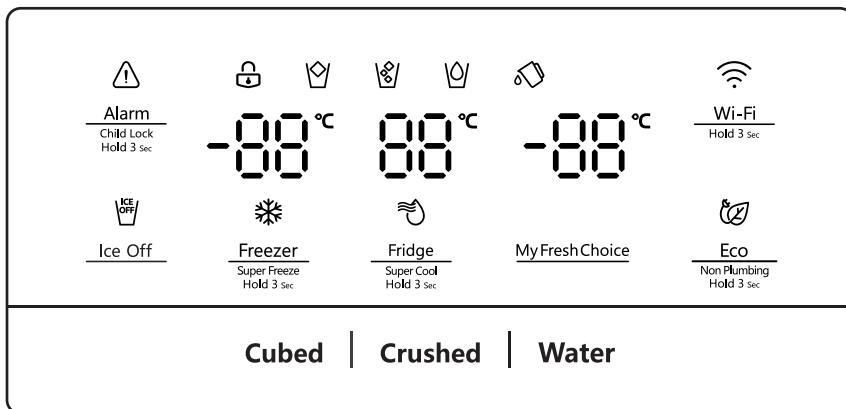 Alarm
Child Lock
Hold 3 Sec
-88 °C
88 °C
-88 °C
Wi-Fi
Hold 3 Sec
ICE
OFF
Ice Off
Freezer
Super Freeze
Hold 3 Sec
Fridge
Super Cool
Hold 3 Sec
My Fresh Choice
Eco
Non Plumbing
Hold 3 Sec
Cubed | Crushed | Water